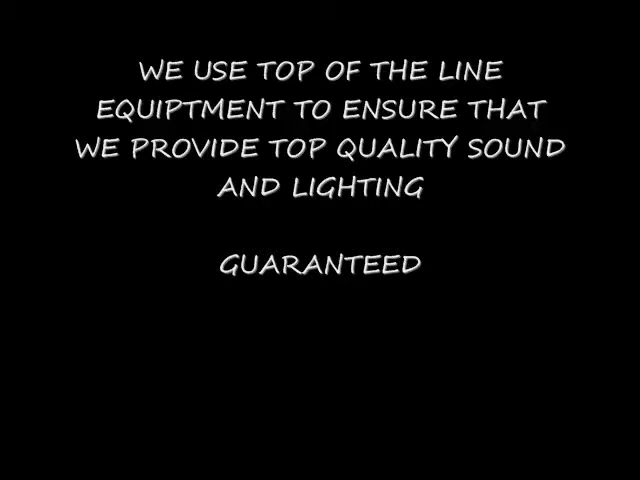 WE USE TOP OF THE LINE
EQUIPTMENT TO ENSURE THAT
WE PROVIDE TOP QUALITY SOUND
AND LIGHTING
GUARANTEED